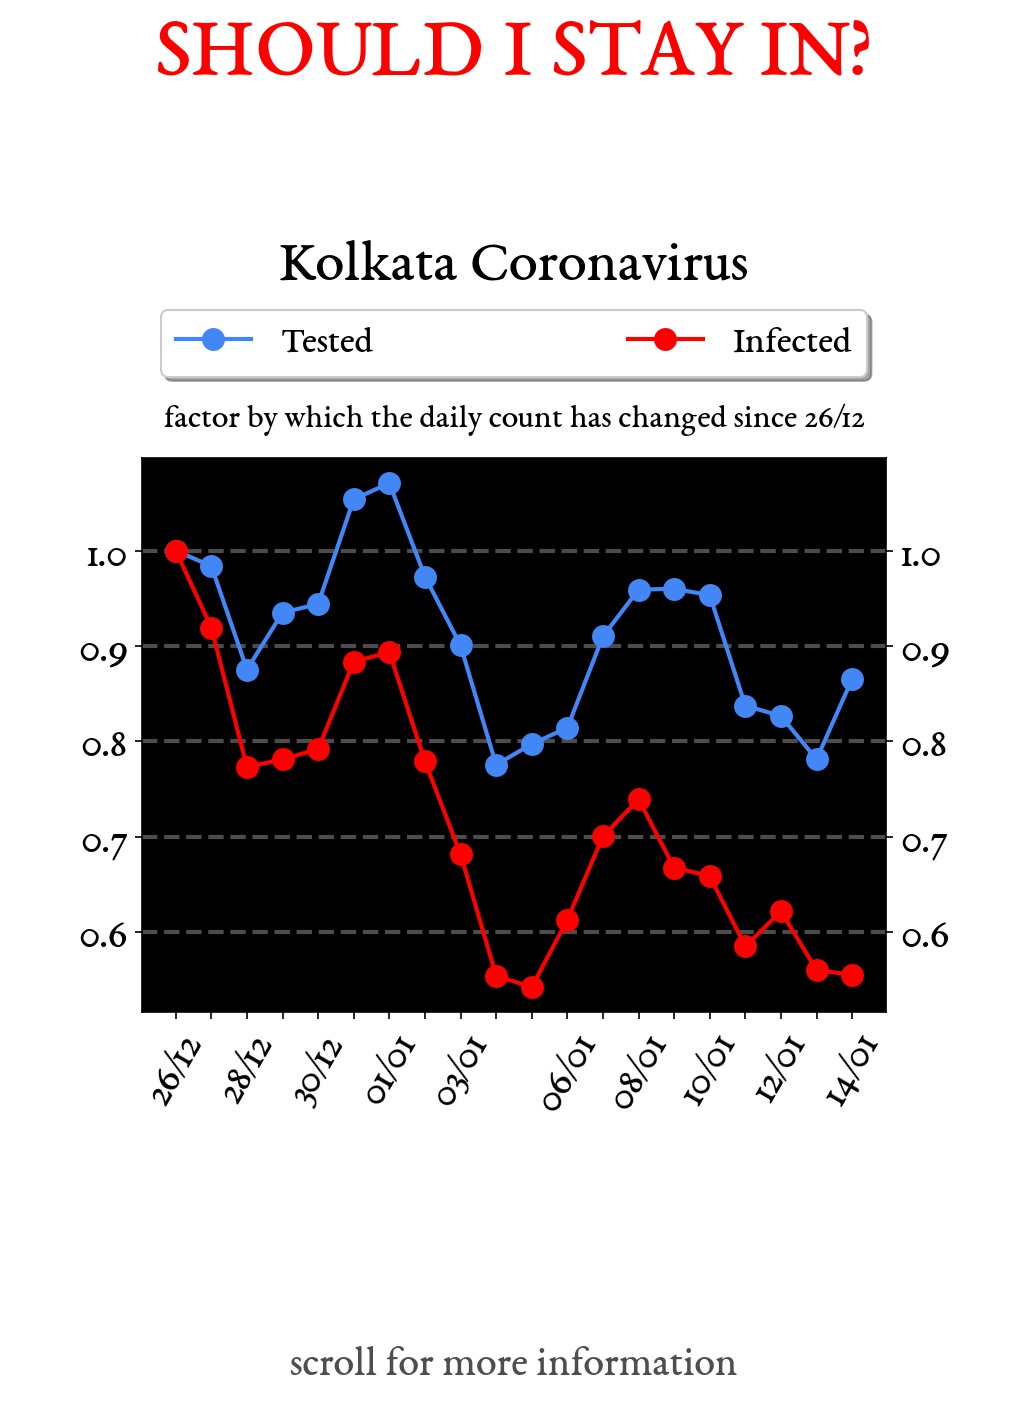 SHOULD I STAY IN?
Kolkata Coronavirus
Tested Infected
factor by which the daily count has changed since 26/12
1.0 1.0
0.9 0.9
0.8 0.8
0.7 0.7
0.6 0.6
26/12 28/12 30/12 01/01 03/01 06/01 08/01 10/01 12/01 14/01
scroll for more information